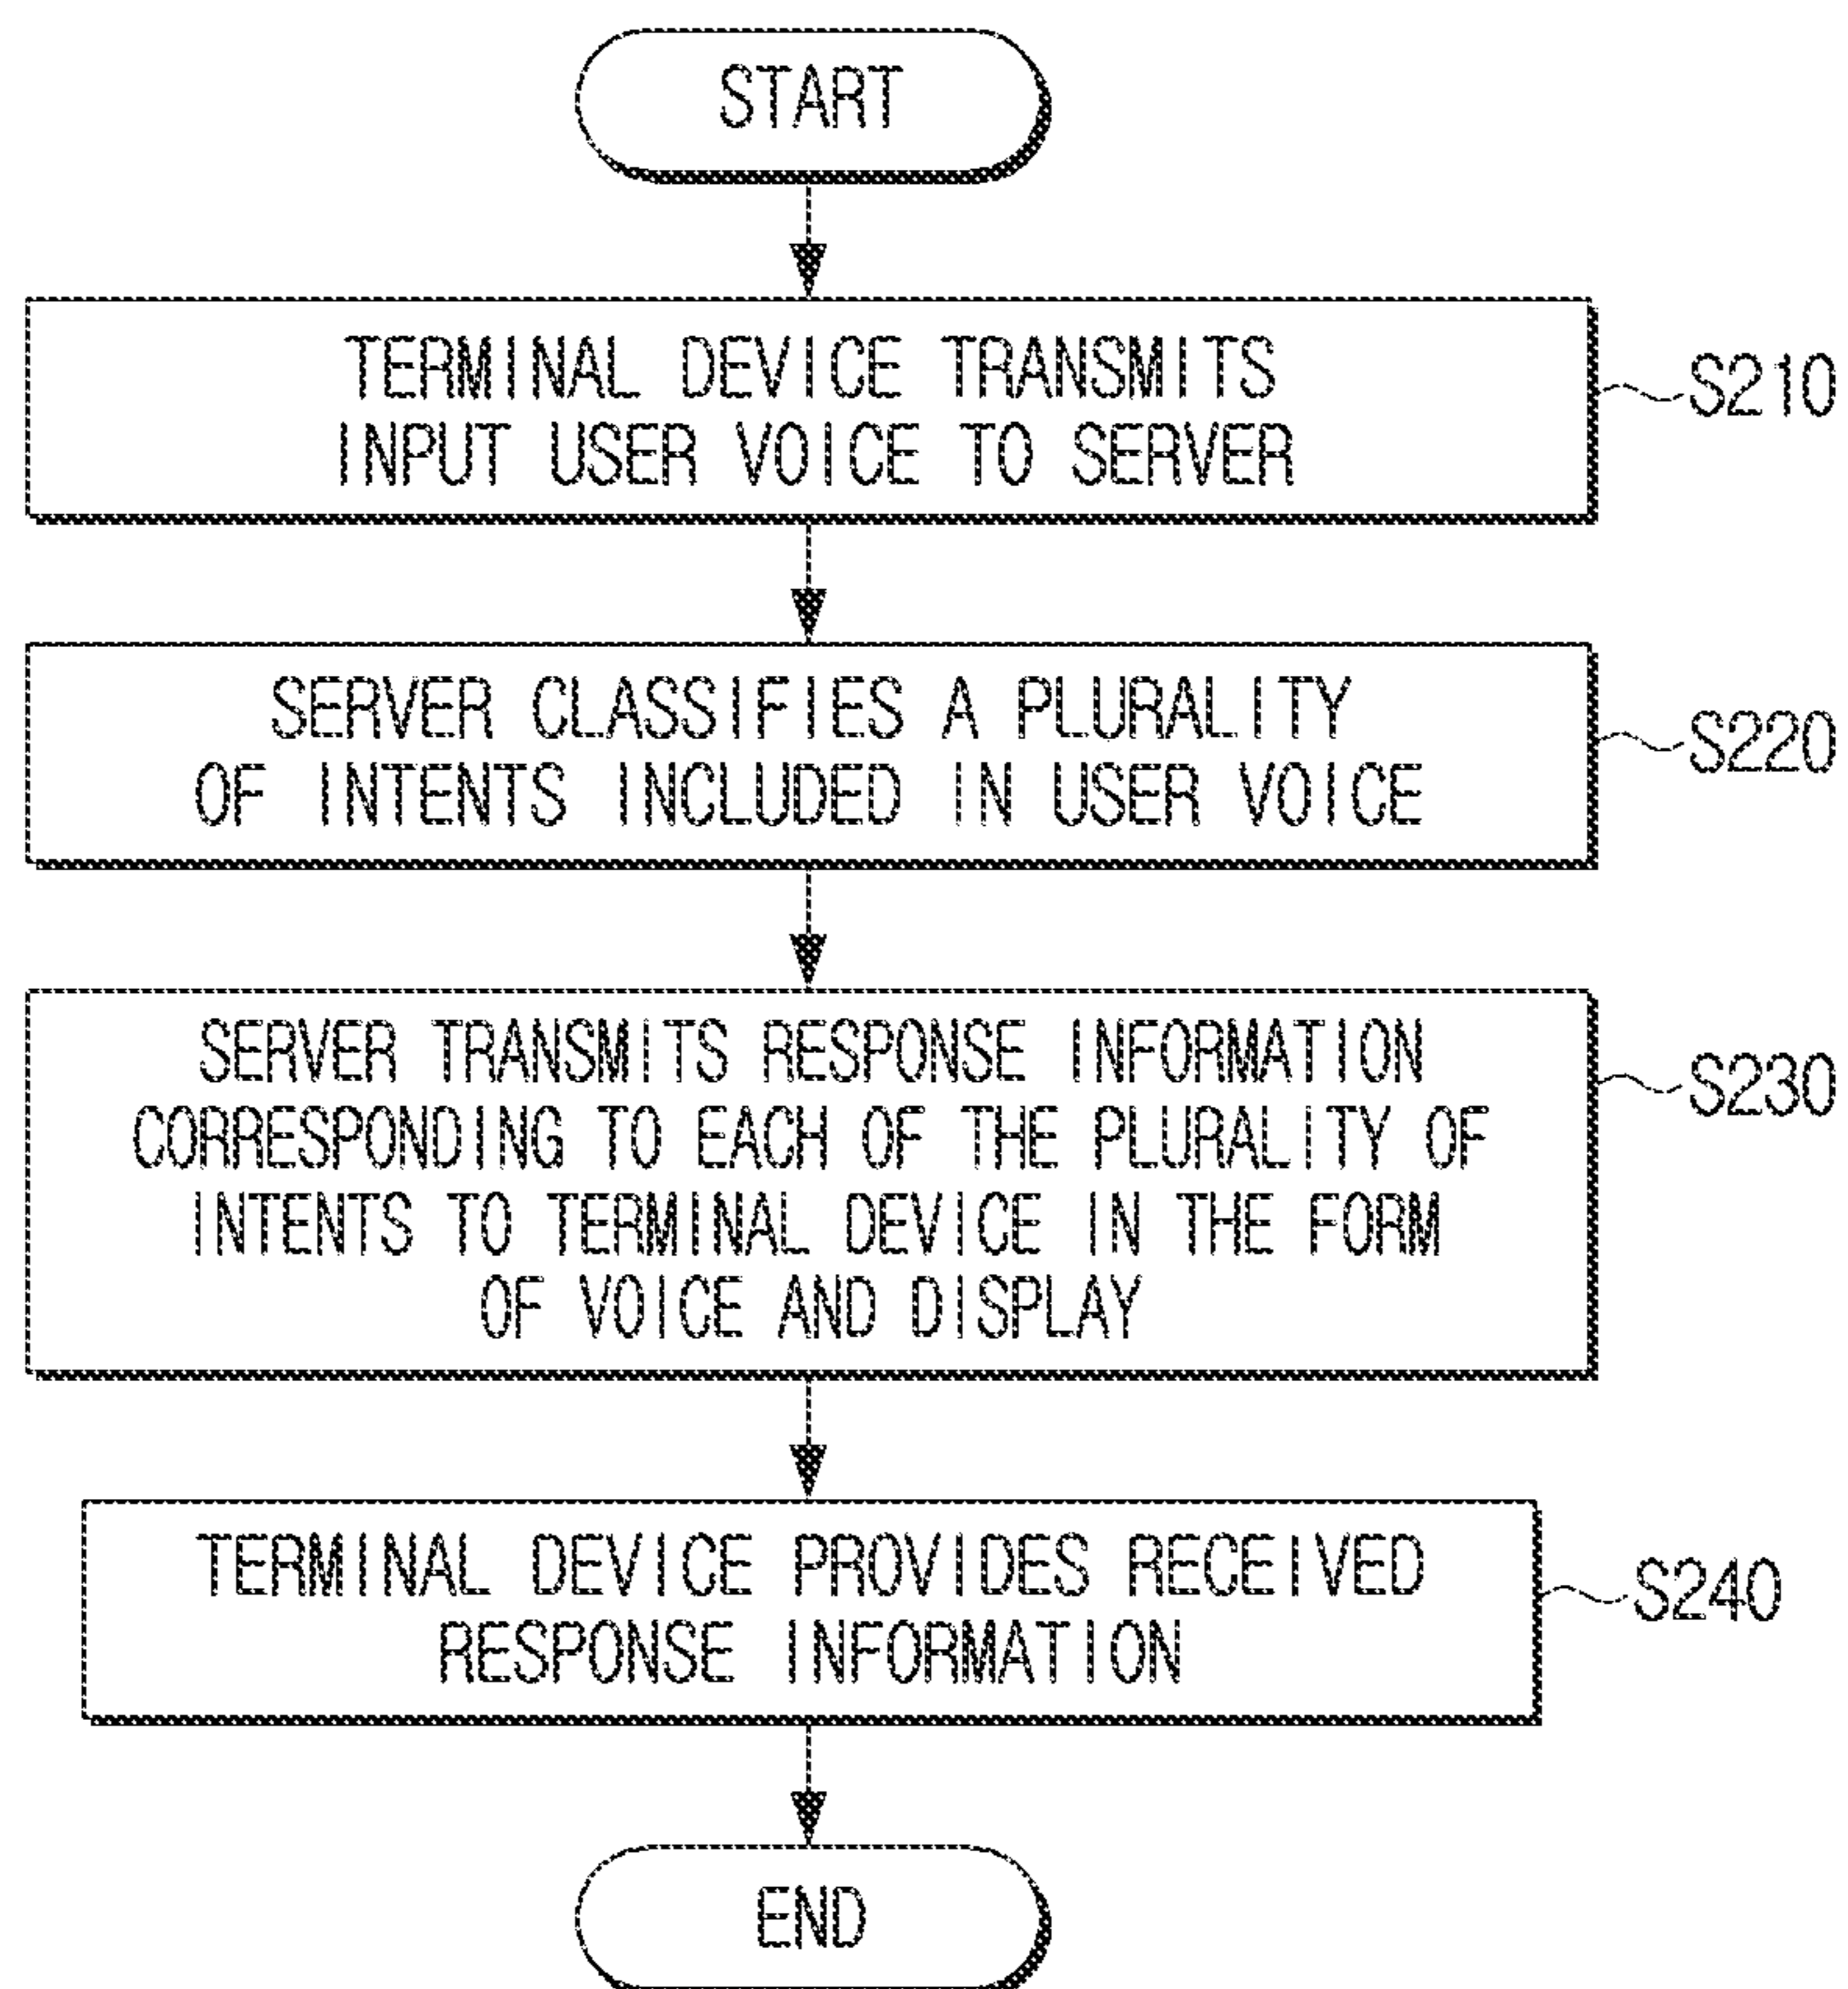 START
TERMINAL DEVICE TRANSMITS
INPUT USER VOICE TO SERVER
S210
SERVER CLASSIFIES A PLURALITY
OF INTENTS INCLUDED IN USER VOICE
S220
SERVER TRANSMITS RESPONSE INFORMATION
CORRESPONDING TO EACH OF THE PLURALITY OF
INTENTS TO TERMINAL DEVICE IN THE FORM
OF VOICE AND DISPLAY
S230
TERMINAL DEVICE PROVIDES RECEIVED
RESPONSE INFORMATION
S240
END